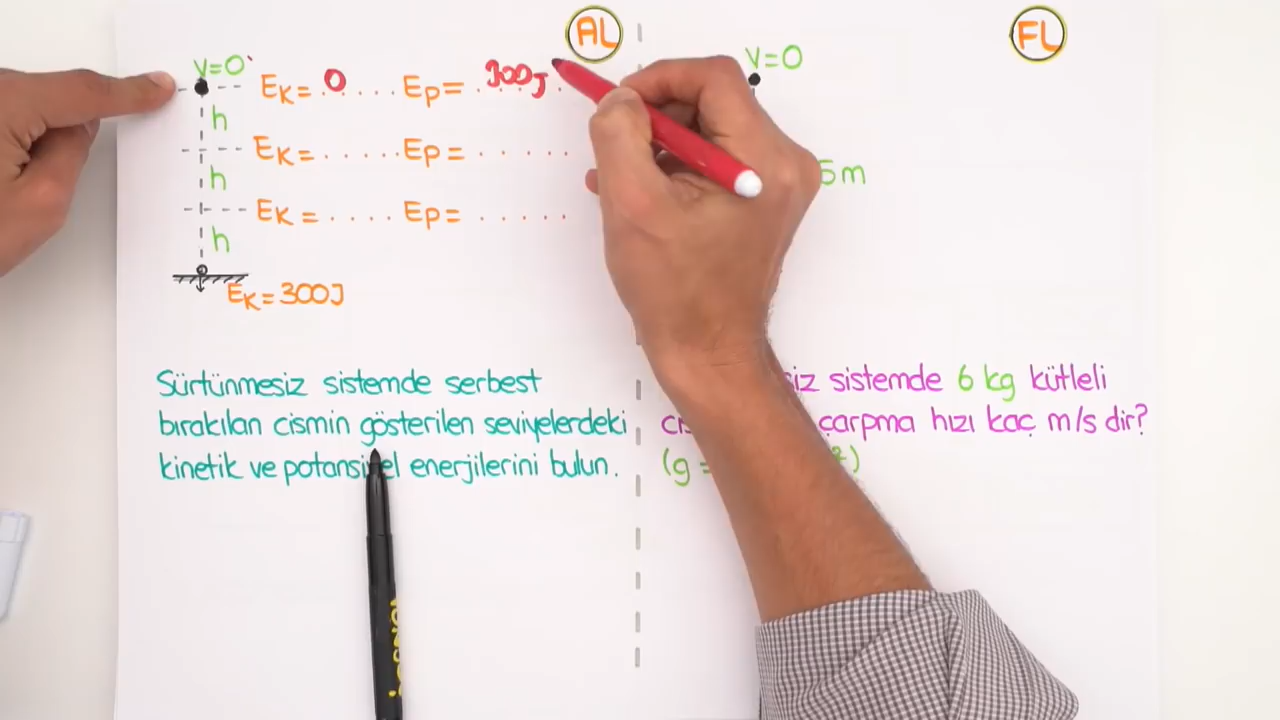 AL
V=0
EK= 0 ..... EP= 300J
h
EK= ..... EP= .....
h
EK= ..... EP= .....
h
EK=300J
Sürtünmesiz sistemde serbest
bırakılan cismin gösterilen seviyelerdeki
kinetik ve potansiyel enerjilerini bulun.
FL
V=0
5m
sistemde 6 kg kütleli
çarpma hızı kaç m/s dir?
(g =